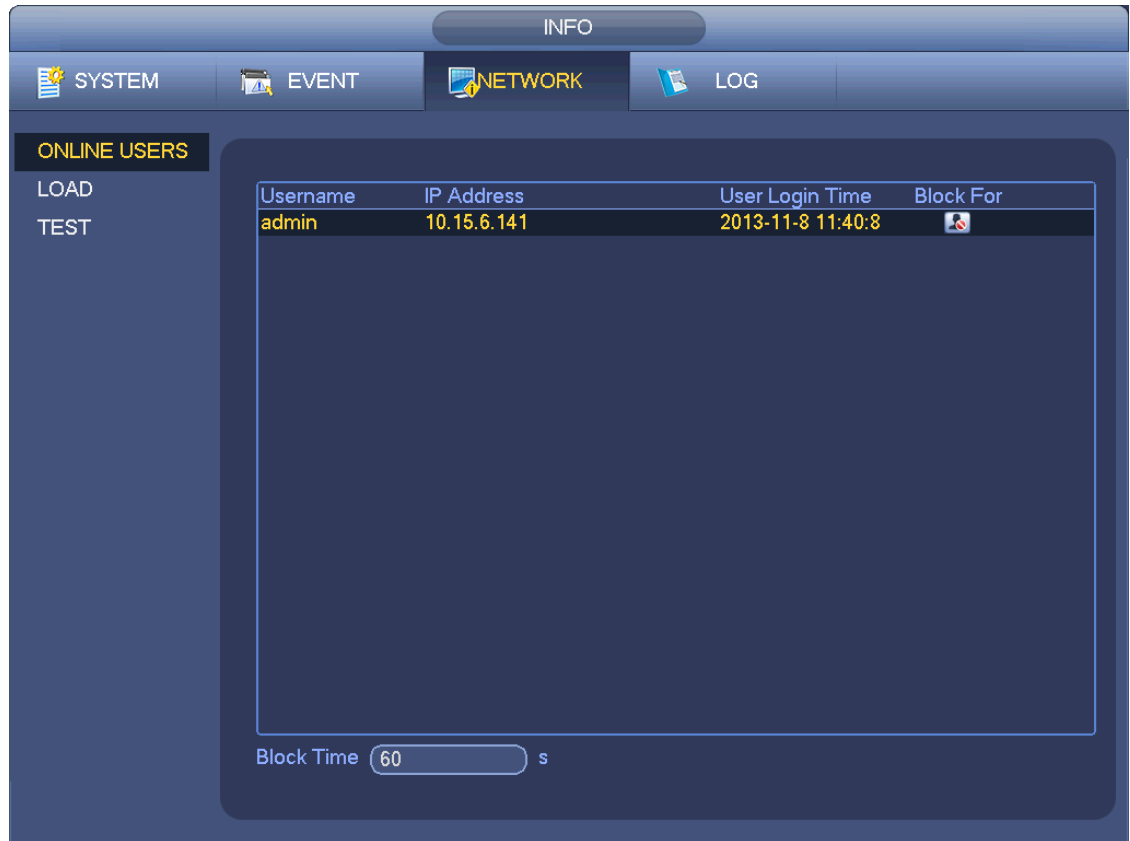 INFO
SYSTEM EVENT NETWORK LOG
ONLINE USERS
LOAD
TEST
Username IP Address User Login Time Block For
admin 10.15.6.141 2013-11-8 11:40:8
Block Time 60 s